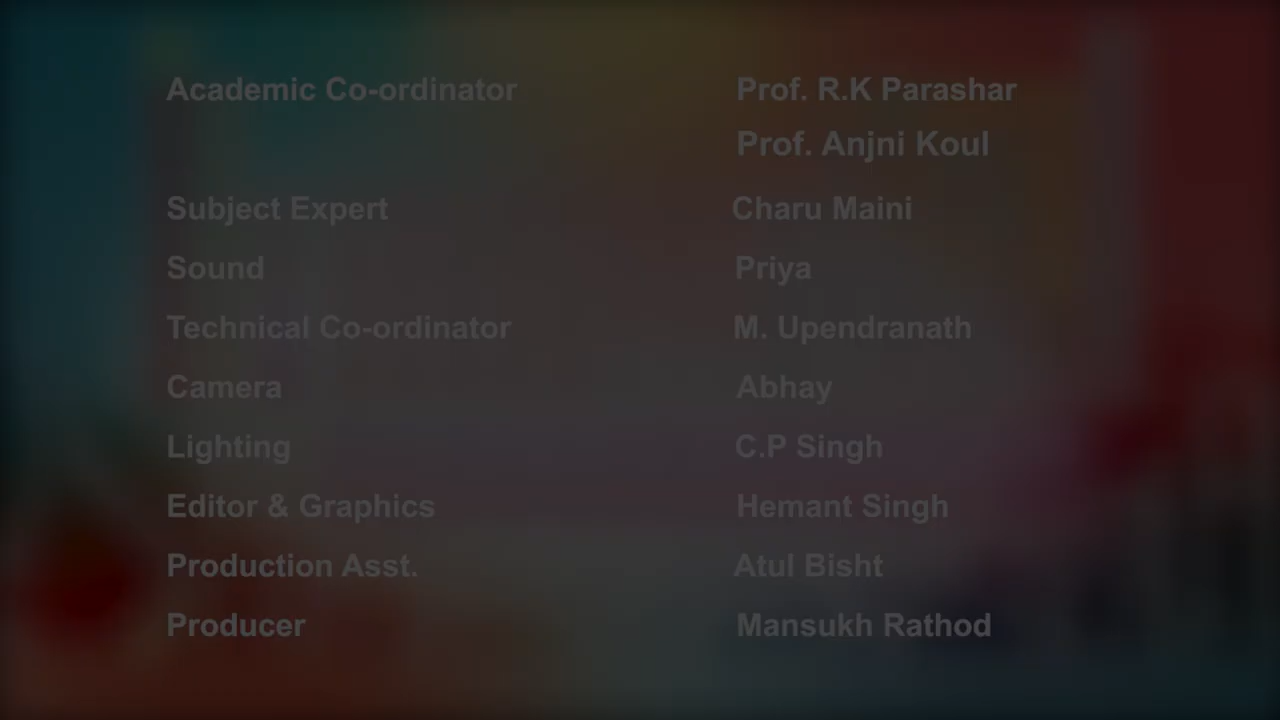 Academic Co-ordinator Prof. R.K Parashar
Prof. Anjni Koul
Subject Expert Charu Maini
Sound Priya
Technical Co-ordinator M. Upendranath
Camera Abhay
Lighting C.P Singh
Editor & Graphics Hemant Singh
Production Asst. Atul Bisht
Producer Mansukh Rathod